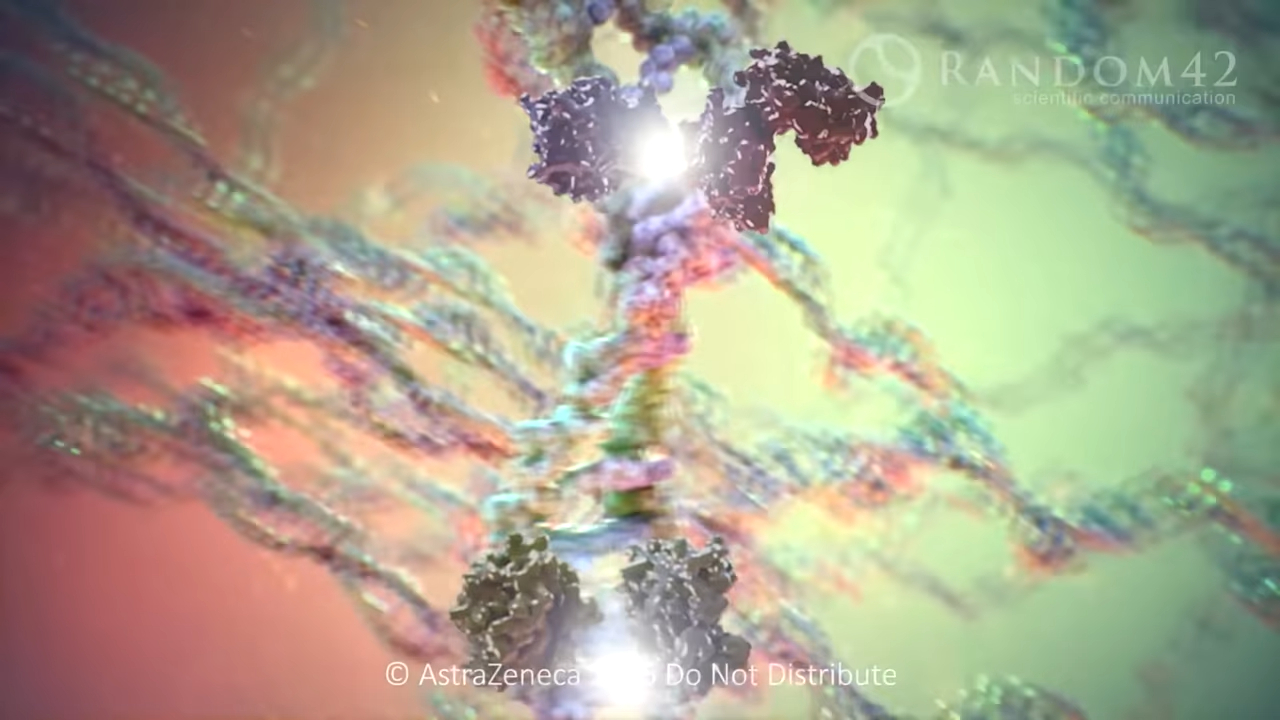 RANDOM42
scientific communication
© AstraZeneca Do Not Distribute